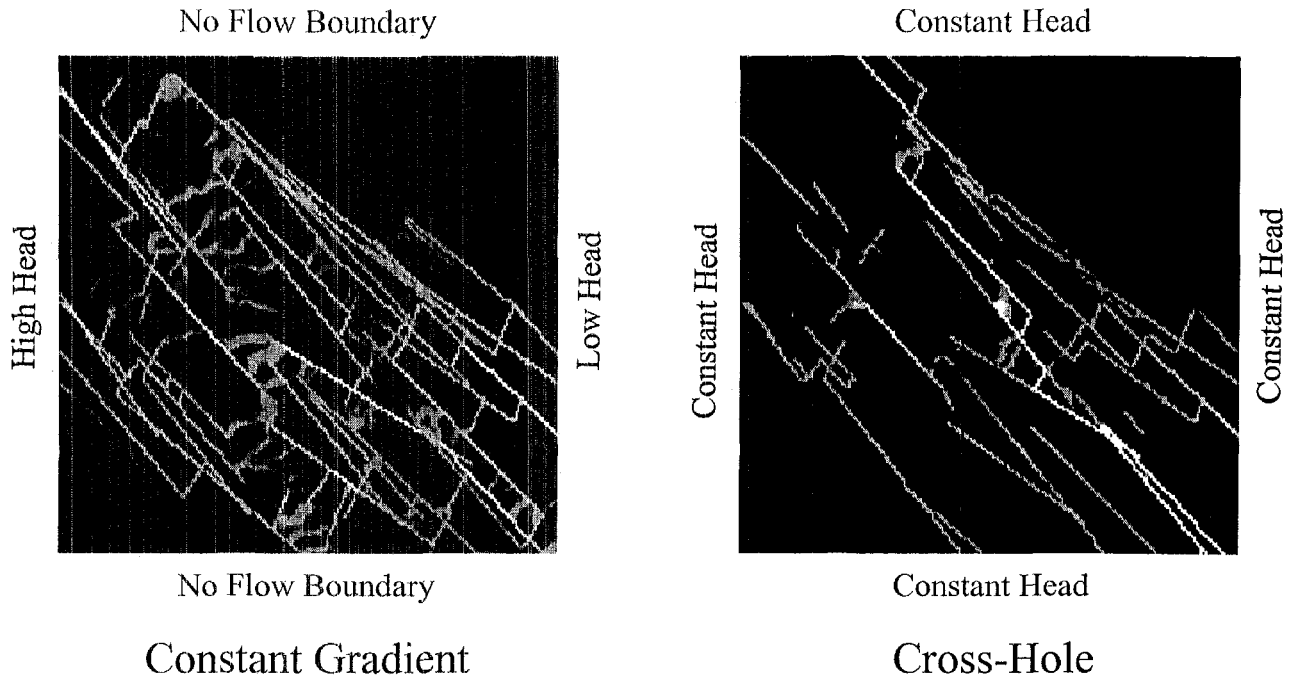 No Flow Boundary
High Head
Low Head
No Flow Boundary
Constant Gradient
Constant Head
Constant Head
Constant Head
Constant Head
Cross-Hole